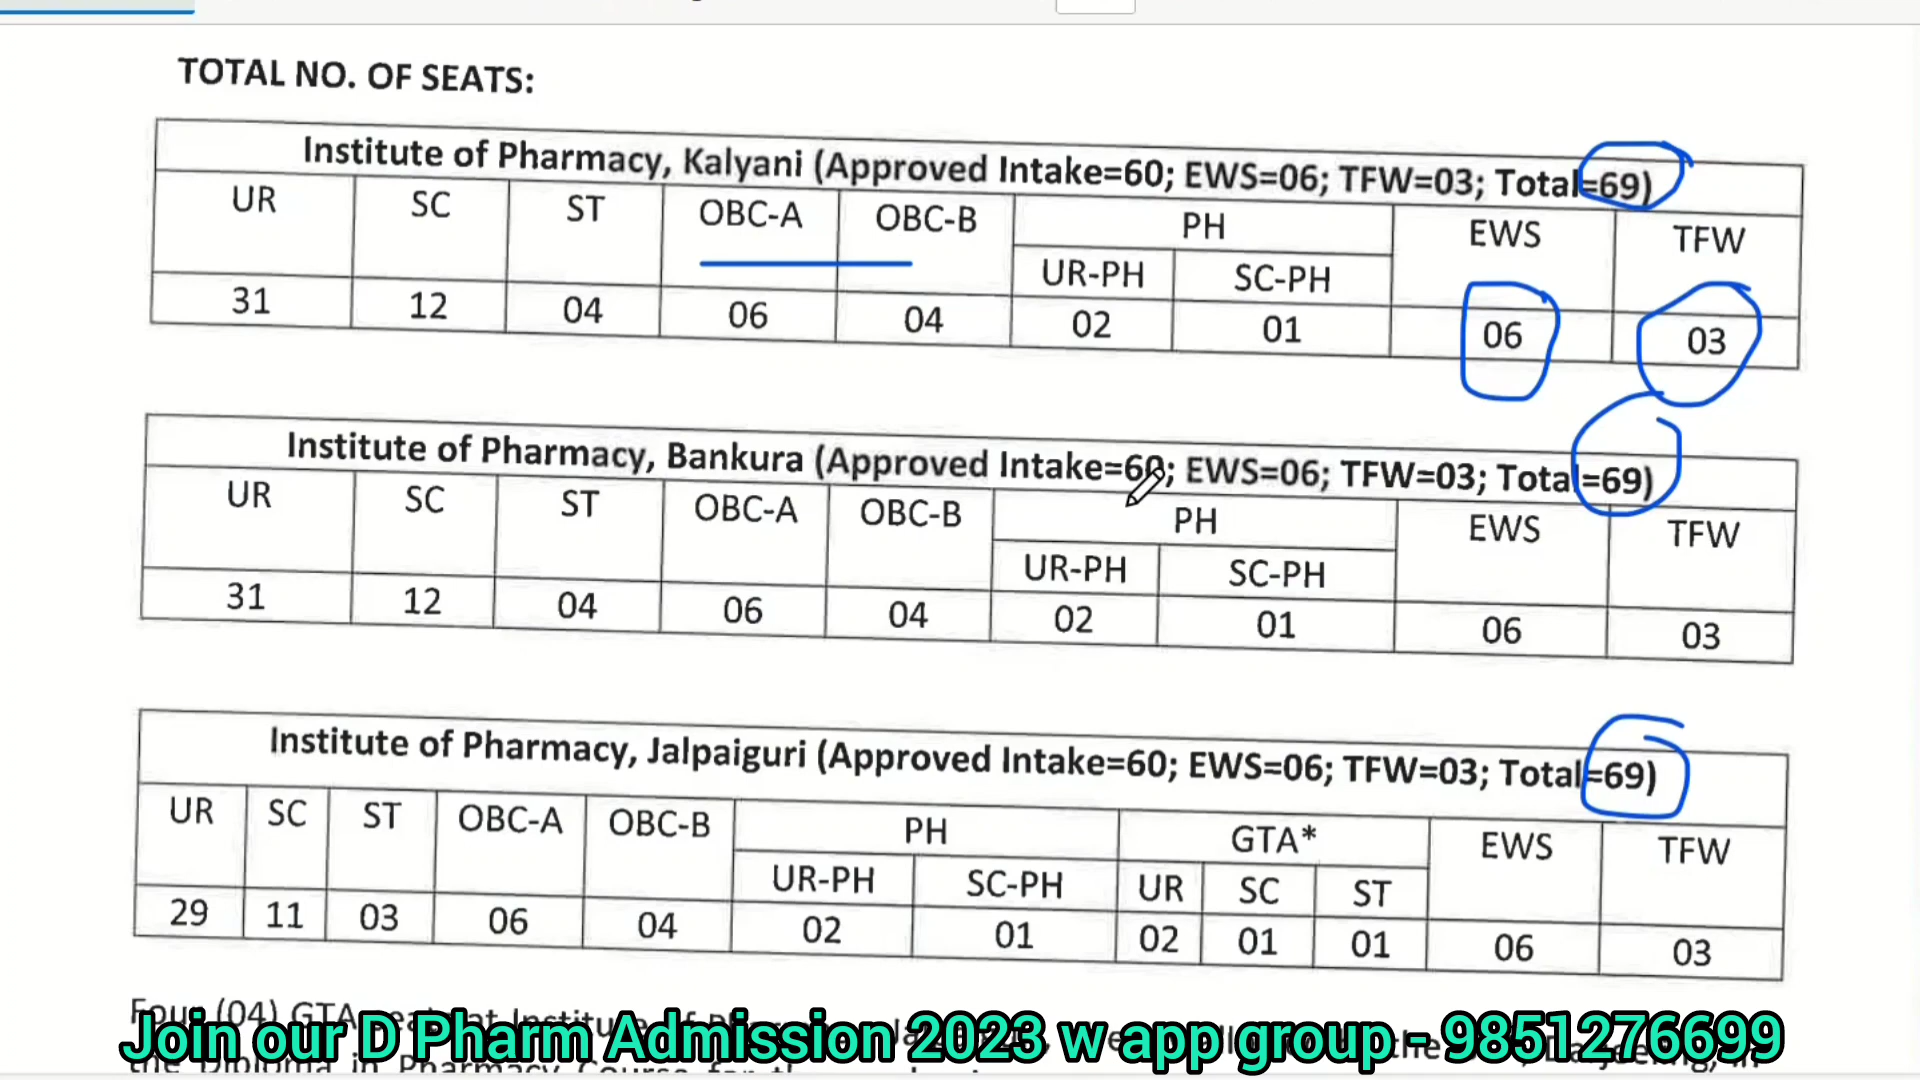 TOTAL NO. OF SEATS:
Institute of Pharmacy, Kalyani (Approved Intake=60; EWS=06; TFW=03; Total=69)
UR SC ST OBC-A OBC-B PH EWS TFW
UR-PH SC-PH
31 12 04 06 04 02 01 06 03
Institute of Pharmacy, Bankura (Approved Intake=60; EWS=06; TFW=03; Total=69)
UR SC ST OBC-A OBC-B PH EWS TFW
UR-PH SC-PH
31 12 04 06 04 02 01 06 03
Institute of Pharmacy, Jalpaiguri (Approved Intake=60; EWS=06; TFW=03; Total=69)
UR SC ST OBC-A OBC-B PH GTA* EWS TFW
UR-PH SC-PH UR SC ST
29 11 03 06 04 02 01 02 01 01 06 03
Four (04) GTA
Join our D Pharm Admission 2023 w app group - 9851276699